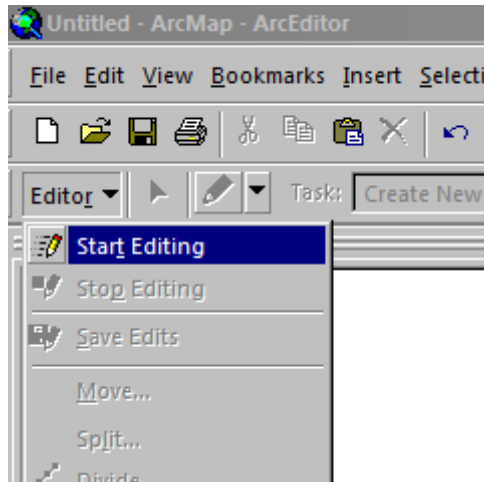 Untitled - ArcMap - ArcEditor
File Edit View Bookmarks Insert Selecti
Editor Task: Create New
Start Editing
Stop Editing
Save Edits
Move...
Split...
Divide